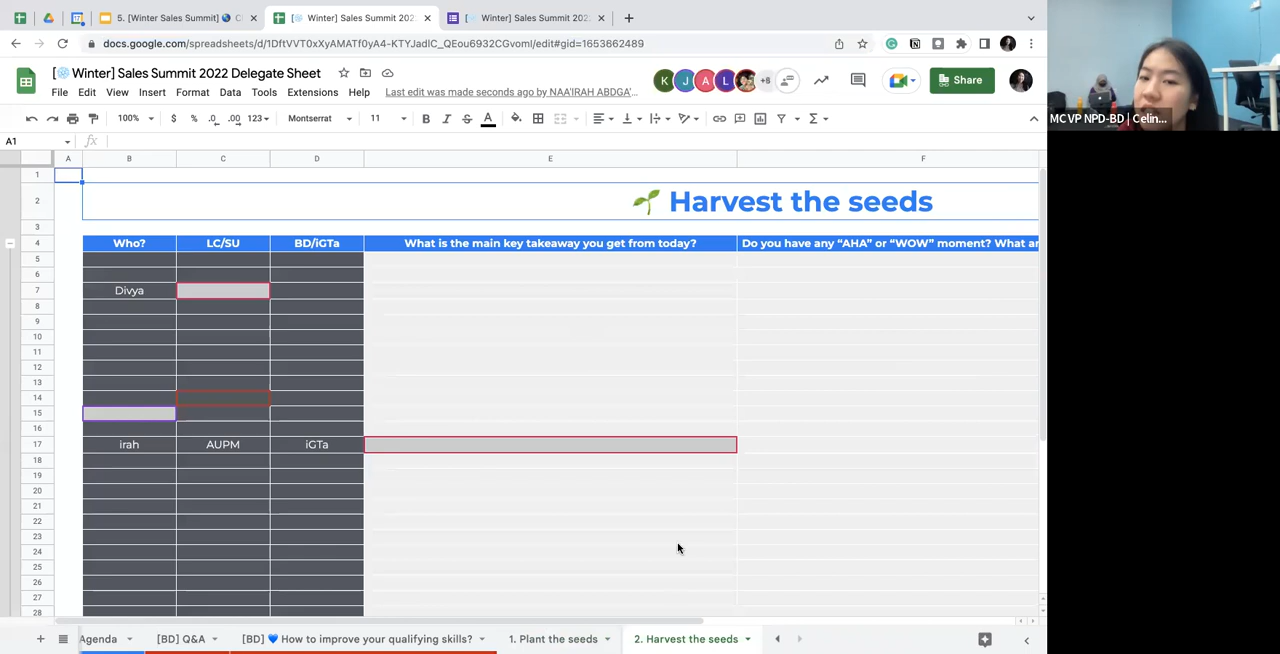 5. [Winter] Sales Summit] 🌏 C
[❄️ Winter] Sales Summit 202
[❄️ Winter] Sales Summit 202
docs.google.com/spreadsheets/d/1DftVVT0xXyAMATf0yA4-KTYJadlC_QEou6932CGvomI/edit#gid=1653862489
[❄️Winter] Sales Summit 2022 Delegate Sheet
K J A L +8 Share
File Edit View Insert Format Data Tools Extensions Help Last edit was made seconds ago by NAA'IRAH ABDGA'...
100% $ % .0 .00 123 Montserrat 11 B I S A
A1 fx
A B C D E F
1
2 🌱 Harvest the seeds
3
4 Who? LC/SU BD/iGTa What is the main key takeaway you get from today? Do you have any “AHA” or “WOW” moment? What ar
5
6
7 Divya
8
9
10
11
12
13
14
15
16
17 irah AUPM iGTa
18
19
20
21
22
23
24
25
26
27
28
Agenda [BD] Q&A [BD] 💙 How to improve your qualifying skills? 1. Plant the seeds 2. Harvest the seeds
MC VP NPD-BD | Celin...